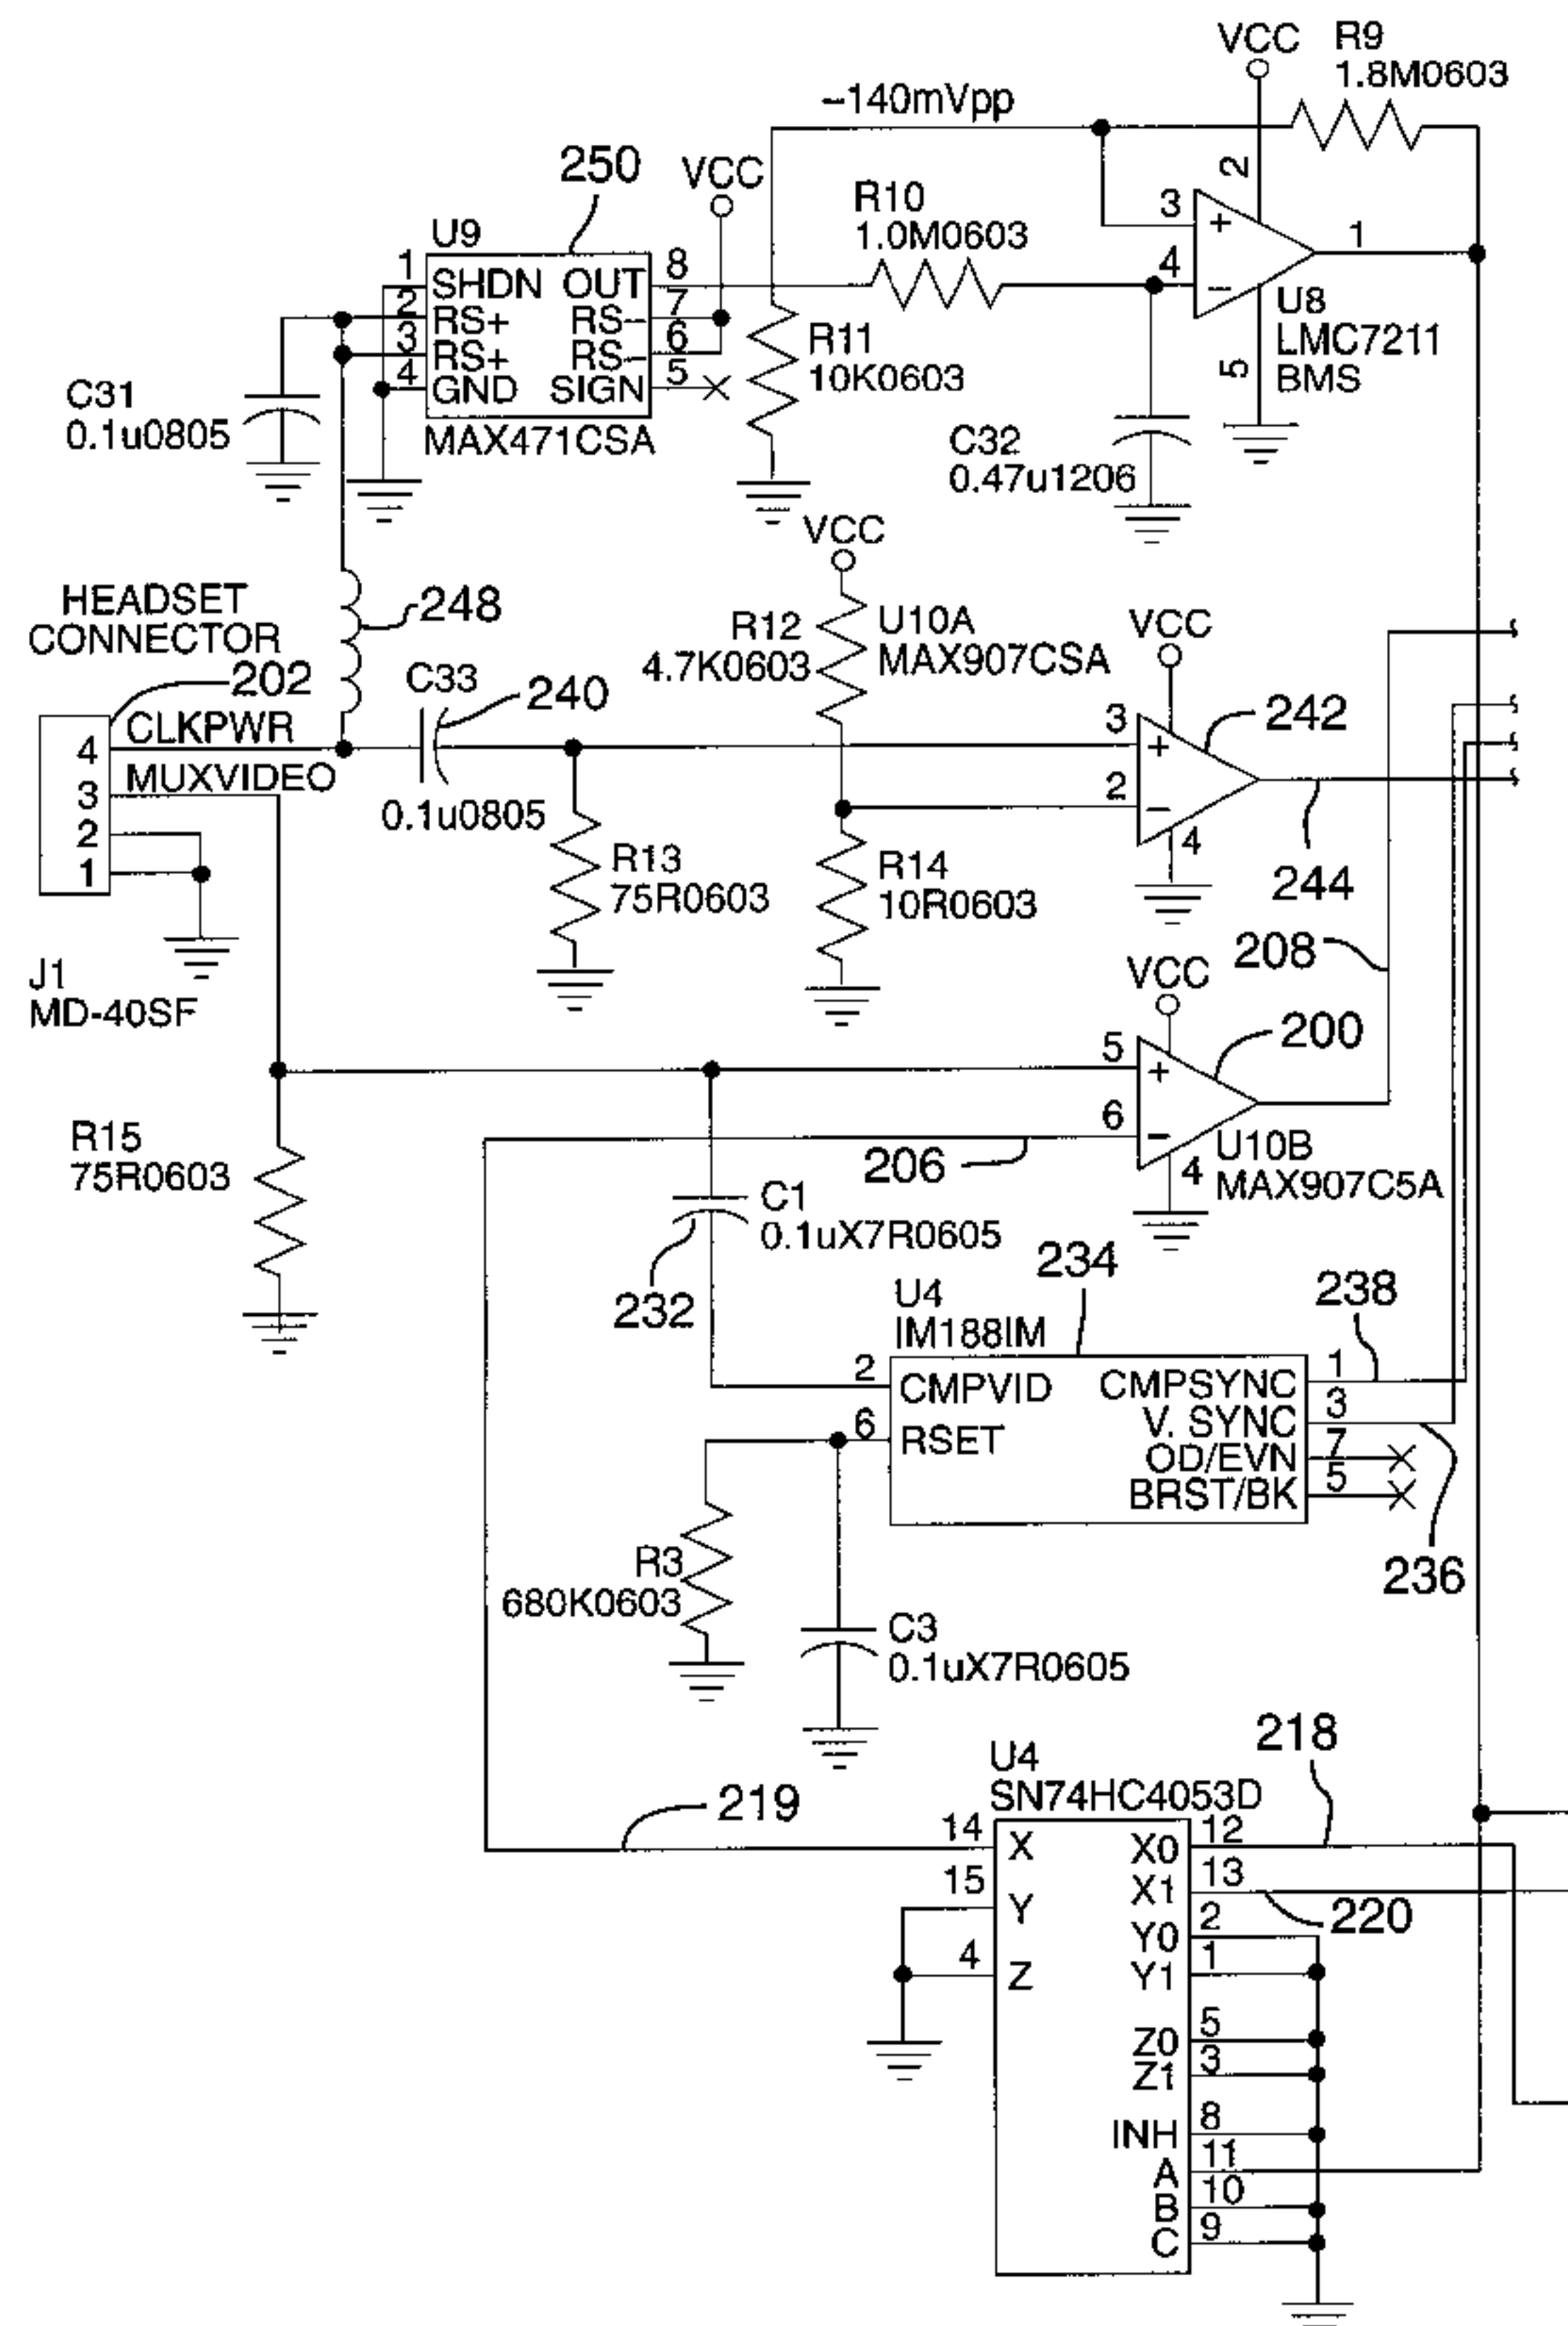 VCC
R9
1.8M0603
-140mVpp
2
250
VCC
R10
1.0M0603
3
+
1
4
-
U9
1 SHDN OUT 8
2 RS+ RS- 7
3 RS+ RS- 6
4 GND SIGN 5
MAX471CSA
U8
LMC7211
BMS
5
R11
10K0603
C31
0.1u0805
C32
0.47u1206
VCC
HEADSET
CONNECTOR
248
R12
4.7K0603
U10A
MAX907CSA
VCC
202
C33
240
242
4 CLKPWR
3 MUXVIDEO
2
1
0.1u0805
3
+
2
-
4
R13
75R0603
R14
10R0603
244
208
J1
MD-40SF
VCC
200
5
+
6
-
4
U10B
MAX907C5A
R15
75R0603
206
C1
0.1uX7R0605
232
234
238
U4
IM188IM
2 CMPVID CMPSYNC 1
6 RSET V. SYNC 3
OD/EVN 7
BRST/BK 5
236
R3
680K0603
C3
0.1uX7R0605
218
U4
SN74HC4053D
219
14 X X0 12
X1 13
15 Y
220
Y0 2
4 Z Y1 1
Z0 5
Z1 3
INH 8
A 11
B 10
C 9